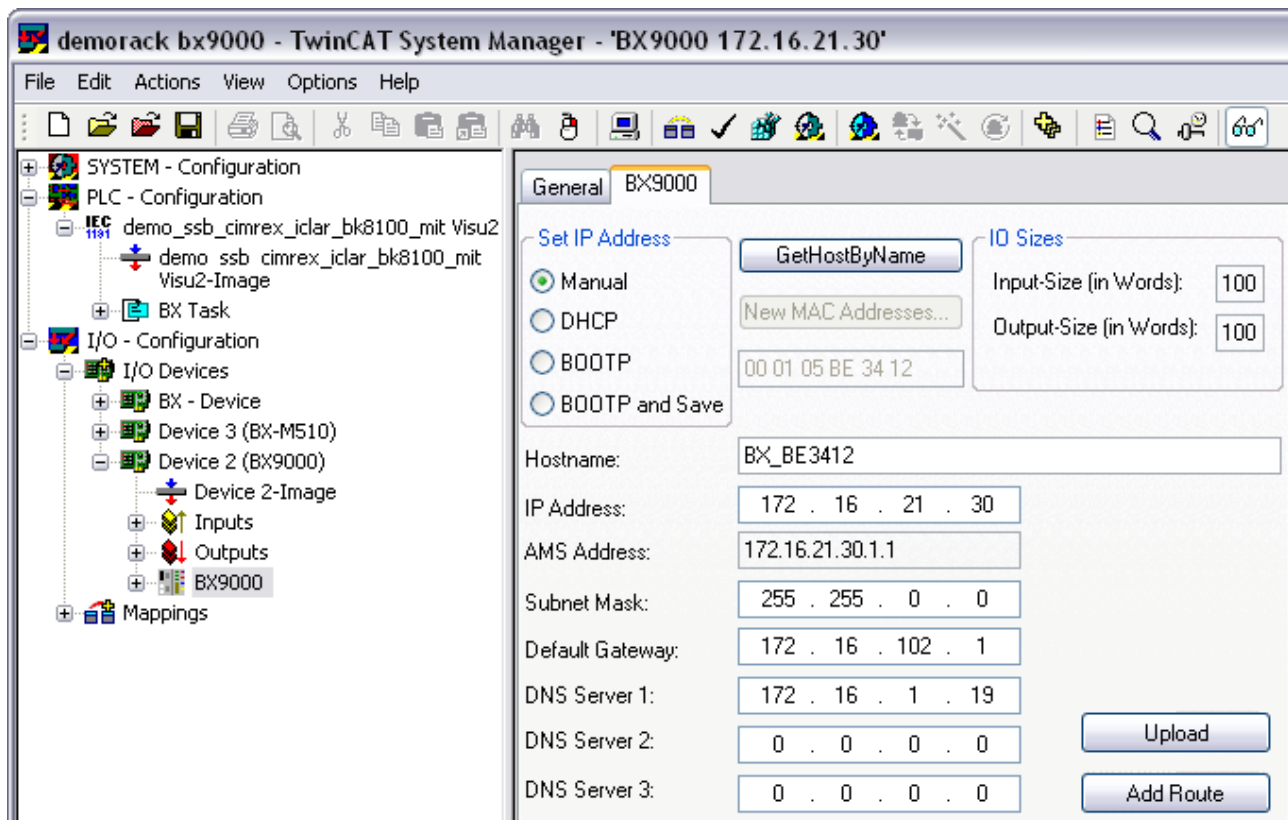 demorack bx9000 - TwinCAT System Manager - 'BX9000 172.16.21.30'
File Edit Actions View Options Help
SYSTEM - Configuration
PLC - Configuration
IEC 1131 demo_ssb_cimrex_iclar_bk8100_mit Visu2
demo_ssb_cimrex_iclar_bk8100_mit
Visu2-Image
BX Task
I/O - Configuration
I/O Devices
BX - Device
Device 3 (BX-M510)
Device 2 (BX9000)
Device 2-Image
Inputs
Outputs
BX9000
Mappings
General BX9000
Set IP Address
Manual
DHCP
BOOTP
BOOTP and Save
GetHostByName
New MAC Addresses...
00 01 05 BE 34 12
IO Sizes
Input-Size (in Words): 100
Output-Size (in Words): 100
Hostname: BX_BE3412
IP Address: 172 . 16 . 21 . 30
AMS Address: 172.16.21.30.1.1
Subnet Mask: 255 . 255 . 0 . 0
Default Gateway: 172 . 16 . 102 . 1
DNS Server 1: 172 . 16 . 1 . 19
DNS Server 2: 0 . 0 . 0 . 0
DNS Server 3: 0 . 0 . 0 . 0
Upload
Add Route